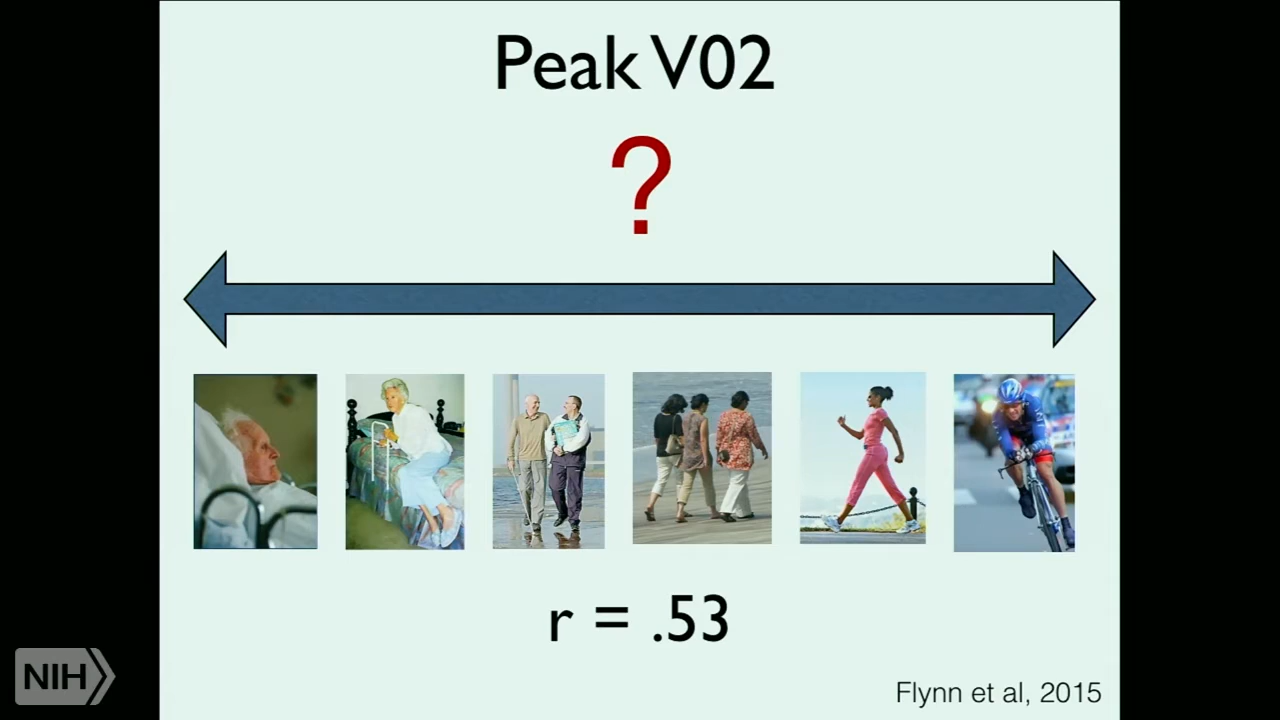 Peak V02
?
r = .53
NIH
Flynn et al, 2015